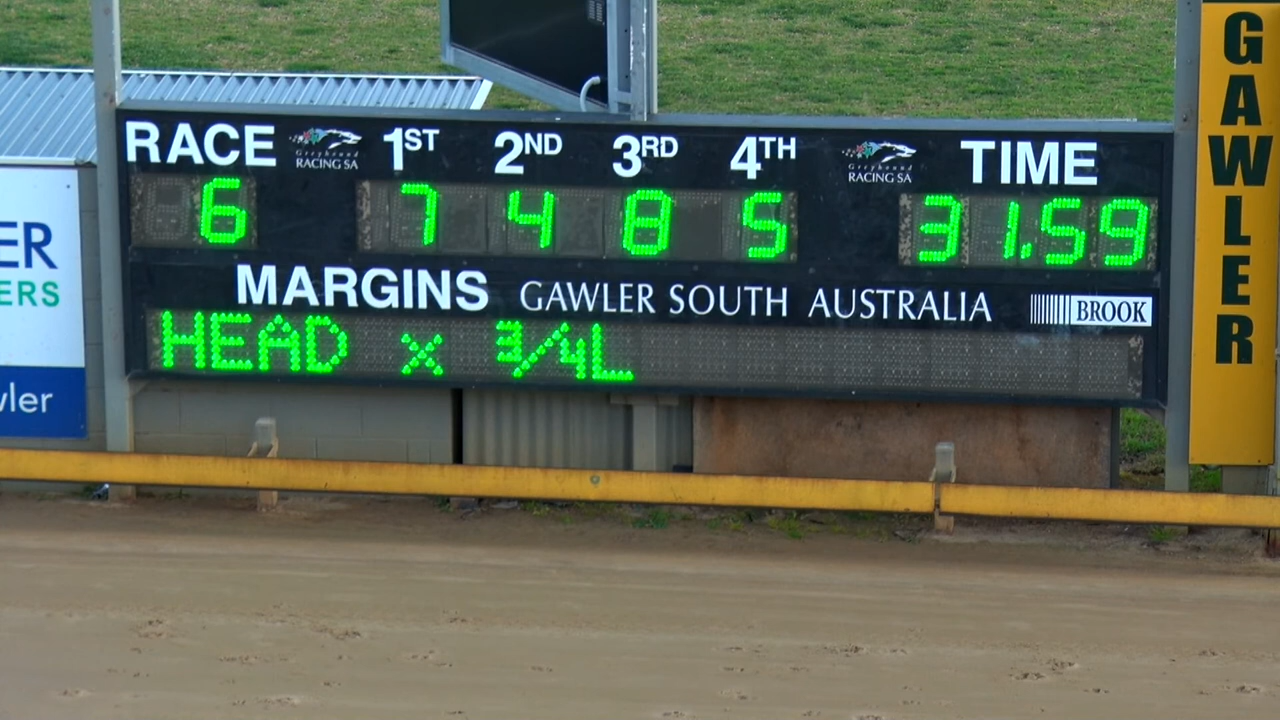 RACE Greyhound RACING SA 1ST 2ND 3RD 4TH Greyhound RACING SA TIME
6 7 4 8 5 31.59
MARGINS GAWLER SOUTH AUSTRALIA BROOK
HEAD x 3/4L
GAWLER
ER
ERS
wler